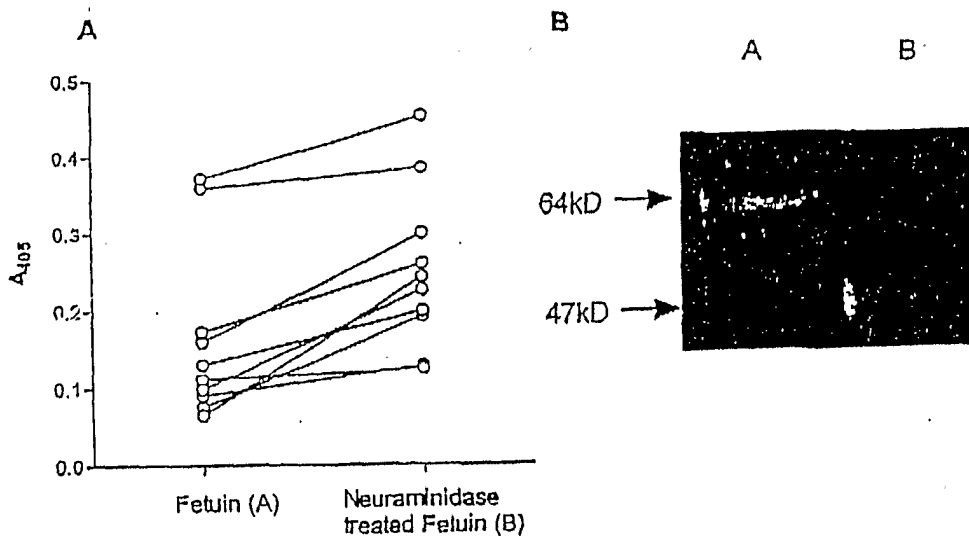 A
B
A B
0.5
0.4
0.3
0.2
0.1
0.0
A405
Fetuin (A)
Neuraminidase
treated Fetuin (B)
64kD
47kD